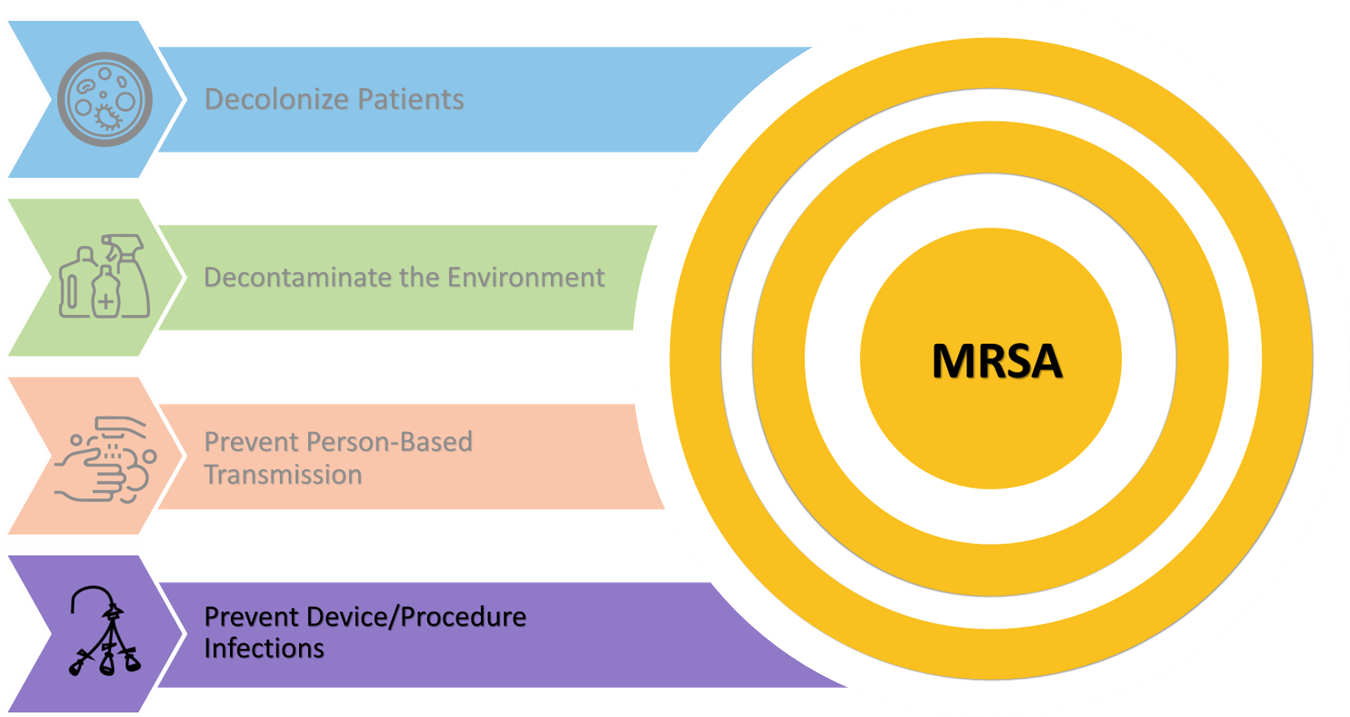 Decolonize Patients
Decontaminate the Environment
Prevent Person-Based
Transmission
Prevent Device/Procedure
Infections
MRSA